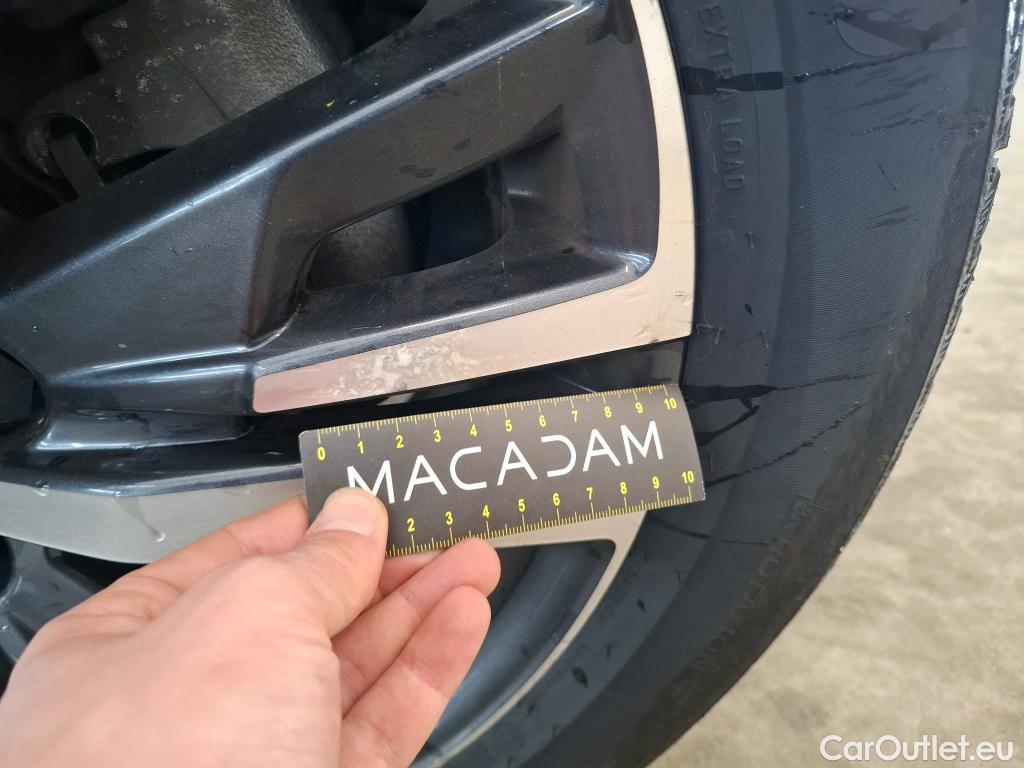 EXTRA LOAD
0 1 2 3 4 5 6 7 8 9 10
MACADAM
2 3 4 5 6 7 8 9 10
ROTATION
CarOutlet.eu